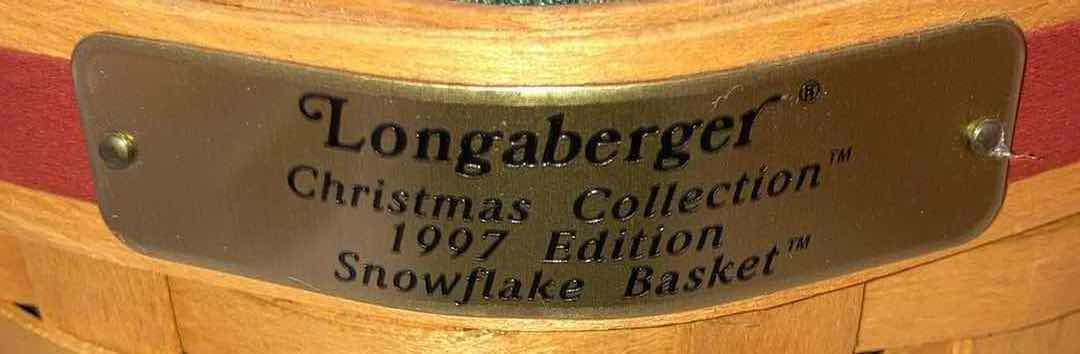 Longaberger®
Christmas Collection™
1997 Edition
Snowflake Basket™